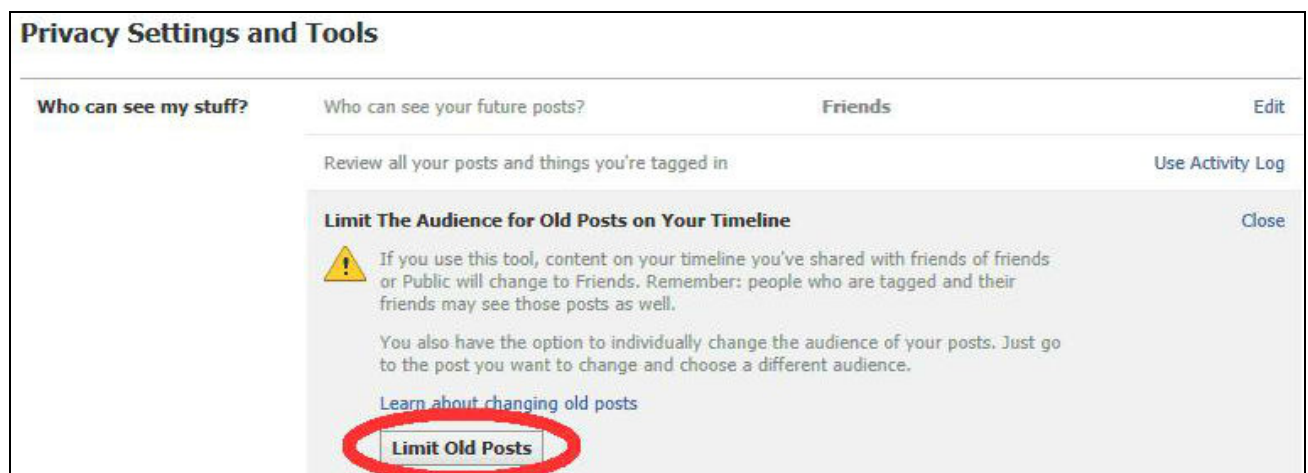 Privacy Settings and Tools
Who can see my stuff? Who can see your future posts? Friends Edit
Review all your posts and things you're tagged in Use Activity Log
Limit The Audience for Old Posts on Your Timeline Close
If you use this tool, content on your timeline you've shared with friends of friends
or Public will change to Friends. Remember: people who are tagged and their
friends may see those posts as well.
You also have the option to individually change the audience of your posts. Just go
to the post you want to change and choose a different audience.
Learn about changing old posts
Limit Old Posts